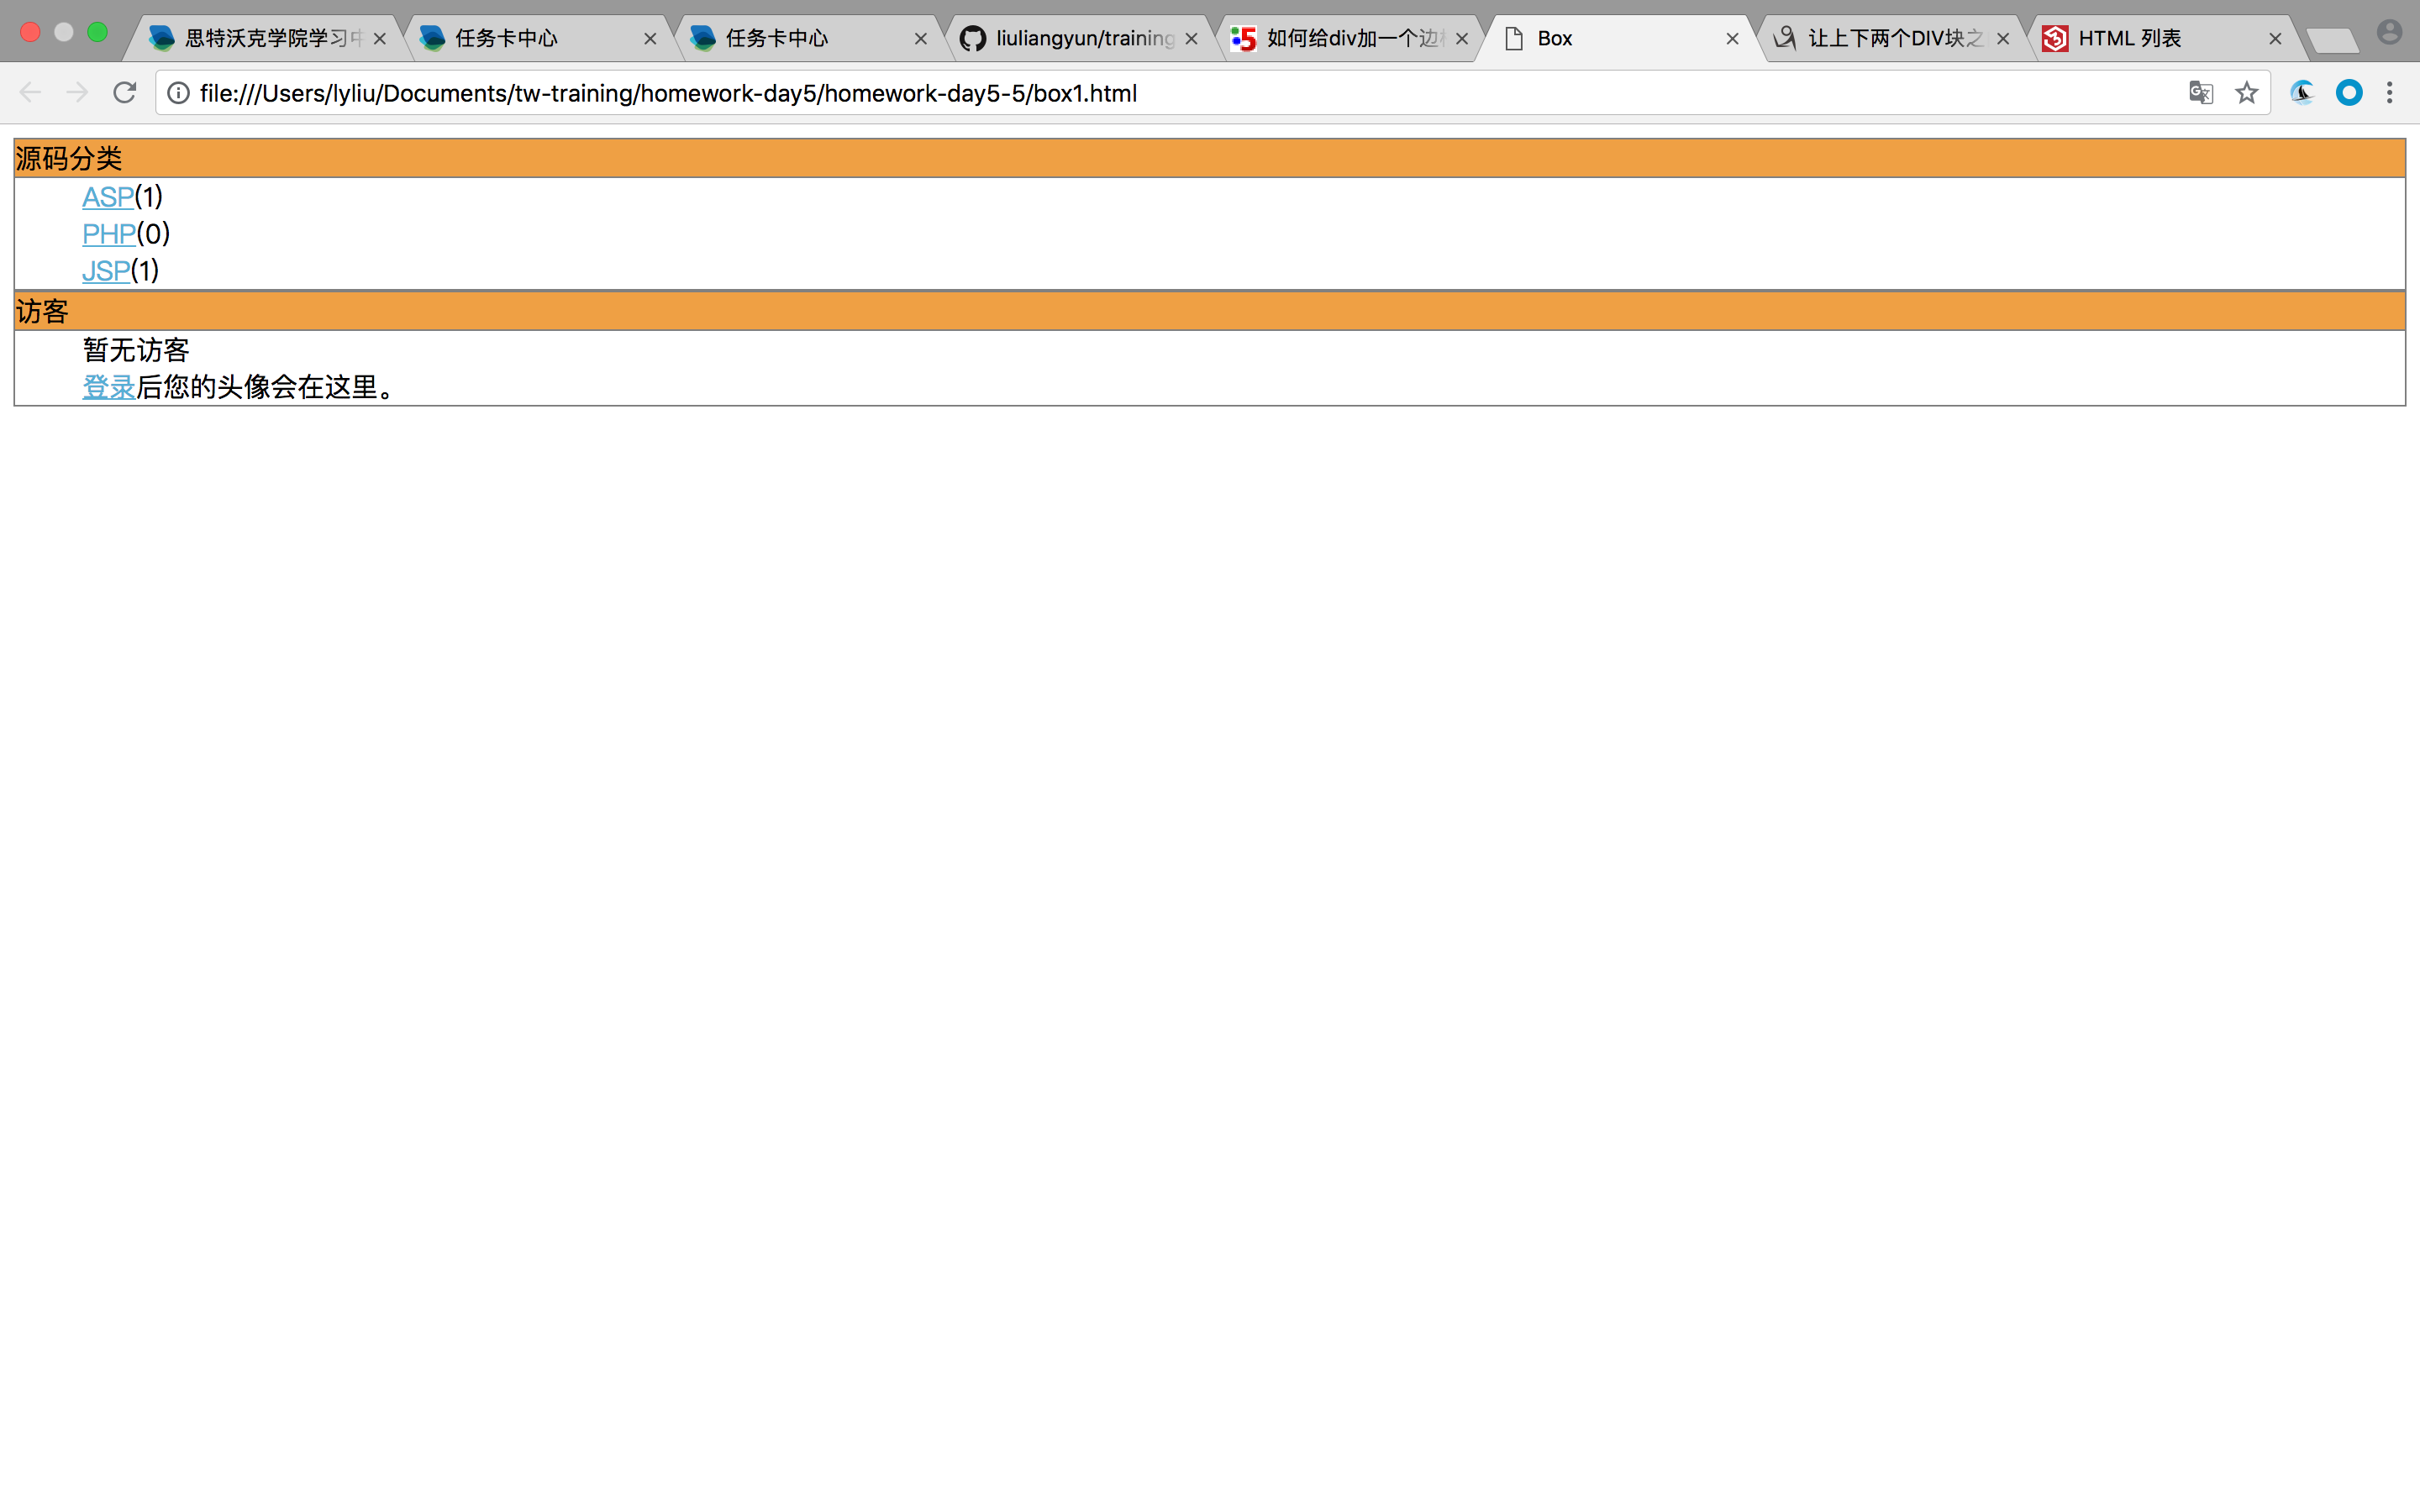 思特沃克学院学习中
任务卡中心
任务卡中心
liuliangyun/training
如何给div加一个边
Box
让上下两个DIV块之
HTML 列表
file:///Users/lyliu/Documents/tw-training/homework-day5/homework-day5-5/box1.html
源码分类
ASP(1)
PHP(0)
JSP(1)
访客
暂无访客
登录后您的头像会在这里。